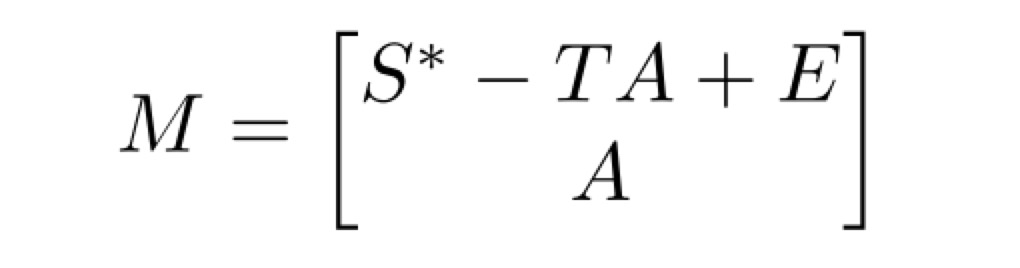 M = [ S* − TA + E
A ]